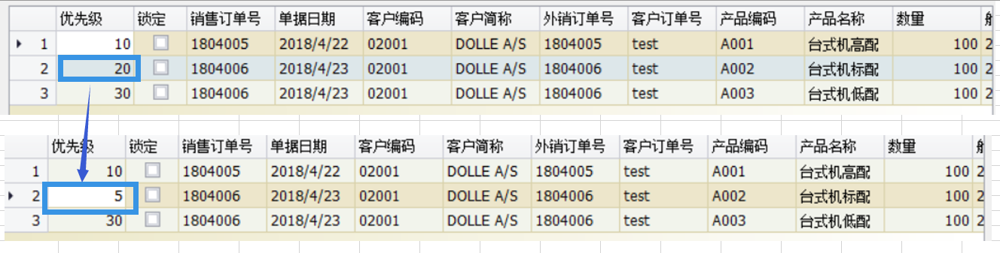 优先级 锁定 销售订单号 单据日期 客户编码 客户简称 外销订单号 客户订单号 产品编码 产品名称 数量
1 10 1804005 2018/4/22 02001 DOLLE A/S 1804005 test A001 台式机高配 100 2
2 20 1804006 2018/4/23 02001 DOLLE A/S 1804006 test A002 台式机标配 100 2
3 30 1804006 2018/4/23 02001 DOLLE A/S 1804006 test A003 台式机低配 100 2
优先级 锁定 销售订单号 单据日期 客户编码 客户简称 外销订单号 客户订单号 产品编码 产品名称 数量
1 10 1804005 2018/4/22 02001 DOLLE A/S 1804005 test A001 台式机高配 100 2
2 5 1804006 2018/4/23 02001 DOLLE A/S 1804006 test A002 台式机标配 100 2
3 30 1804006 2018/4/23 02001 DOLLE A/S 1804006 test A003 台式机低配 100 2